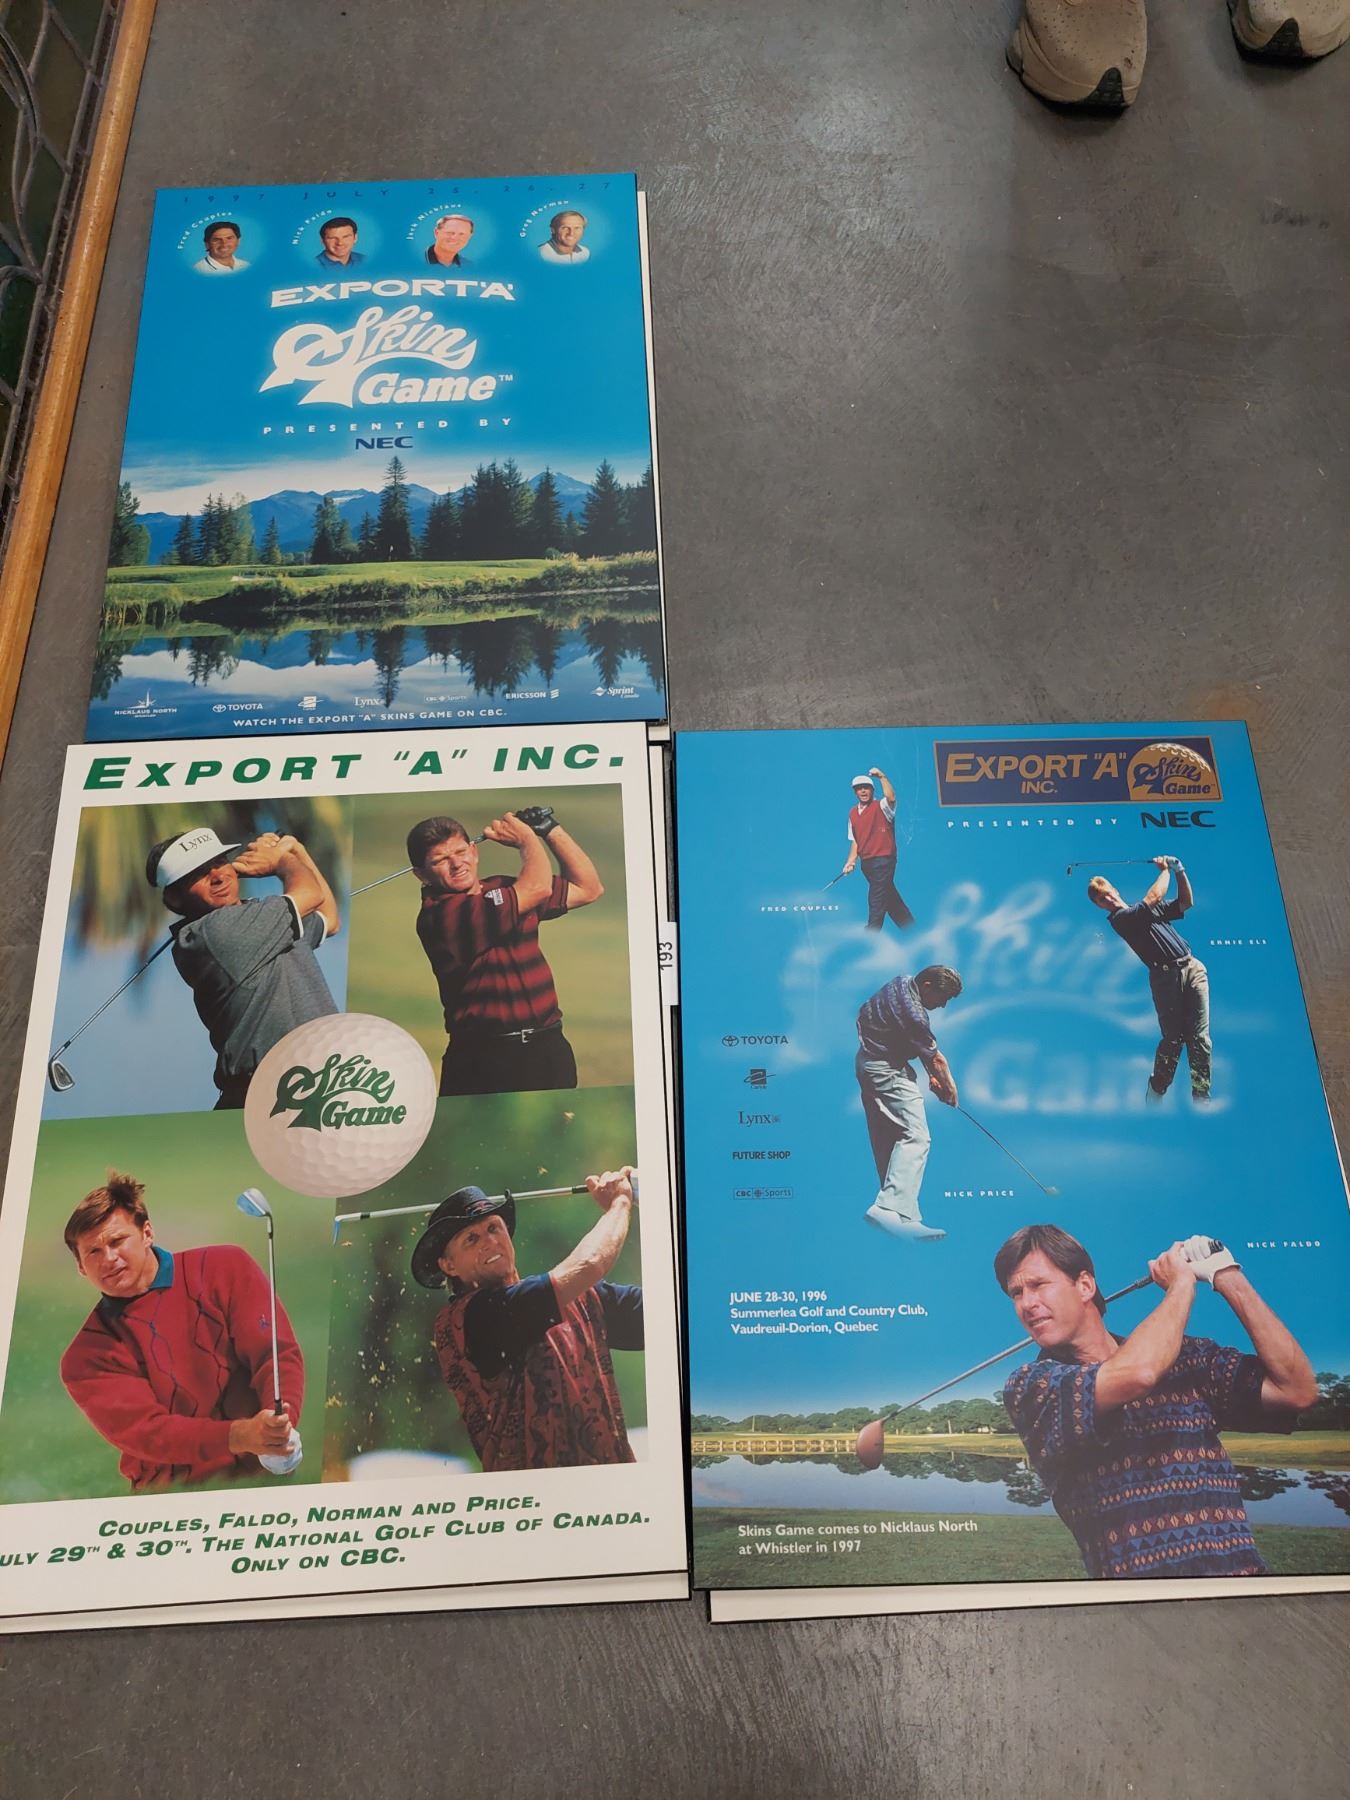 1997 JULY 25. 26. 27
Fred Couples
Nick Faldo
Jack Nicklaus
Greg Norman
EXPORT 'A'
Skins
Game™
PRESENTED BY
NEC
NICKLAUS NORTH
TOYOTA
Lynx
CBC Sports
ERICSSON
Sprint
Canada
WATCH THE EXPORT "A" SKINS GAME ON CBC.
EXPORT "A" INC.
Lynx
Skins
Game
COUPLES, FALDO, NORMAN AND PRICE.
ULY 29TH & 30TH. THE NATIONAL GOLF CLUB OF CANADA.
ONLY ON CBC.
193
EXPORT "A"
INC.
Skins
Game
PRESENTED BY NEC
FRED COUPLES
ERNIE ELS
Skins
Game
TOYOTA
Lynx
FUTURE SHOP
CBC Sports
NICK PRICE
NICK FALDO
JUNE 28-30, 1996
Summerlea Golf and Country Club,
Vaudreuil-Dorion, Quebec
Skins Game comes to Nicklaus North
at Whistler in 1997